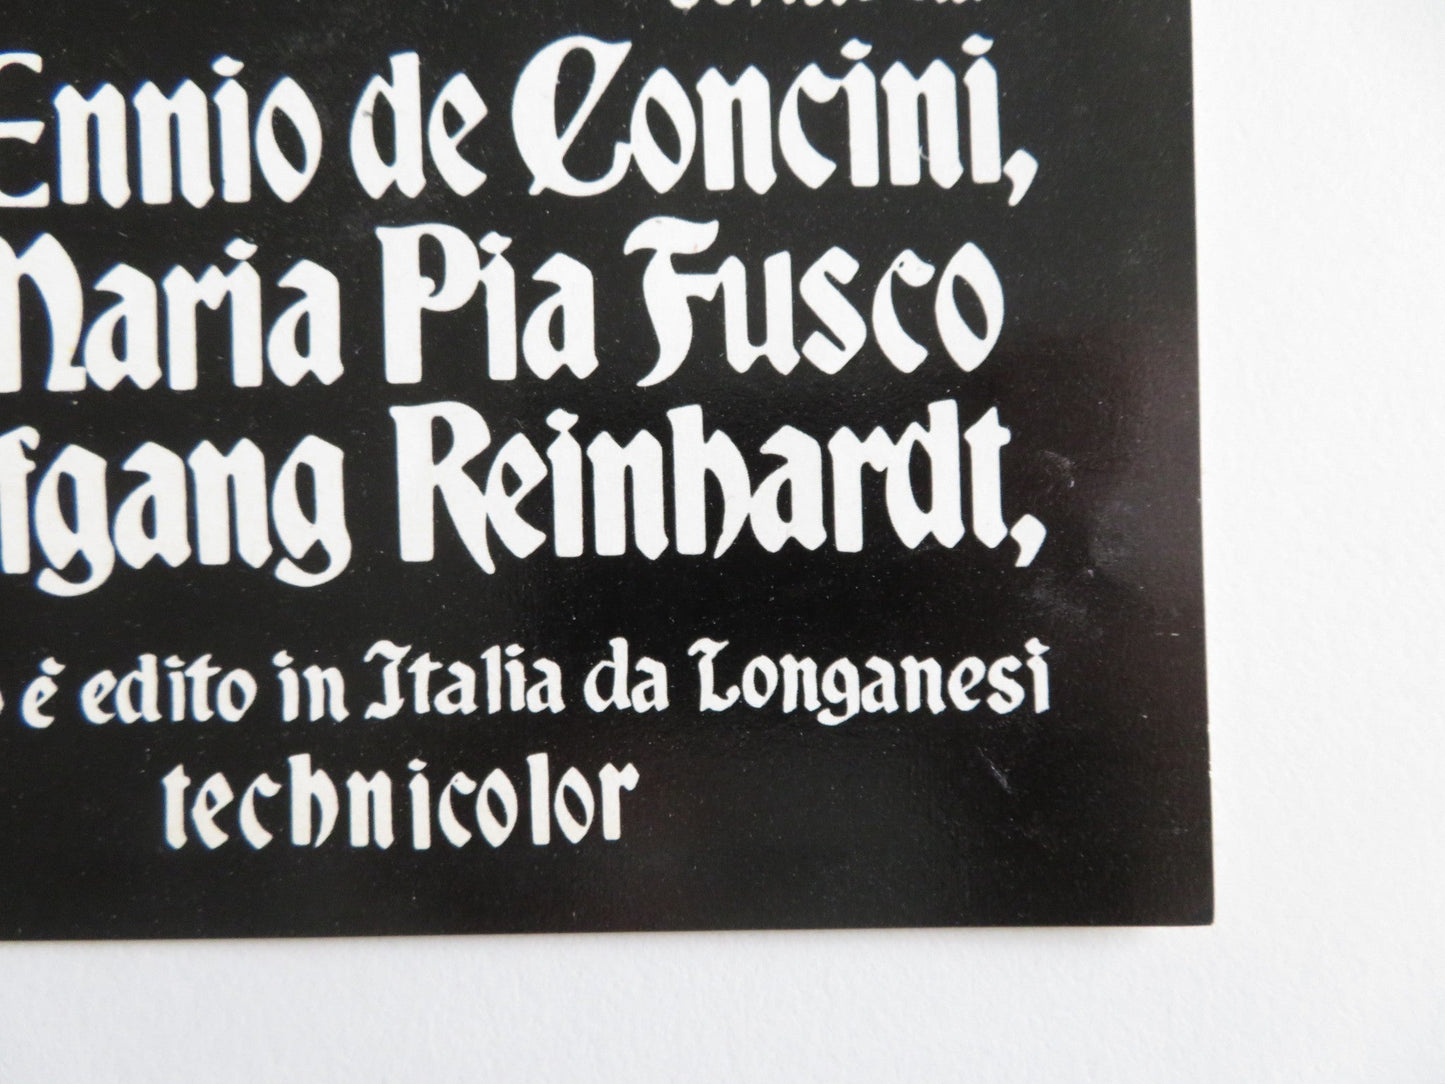 Ennio de Concini,
Maria Pia Fusco
fgang Reinhardt,
è edito in Italia da Longanesi
technicolor